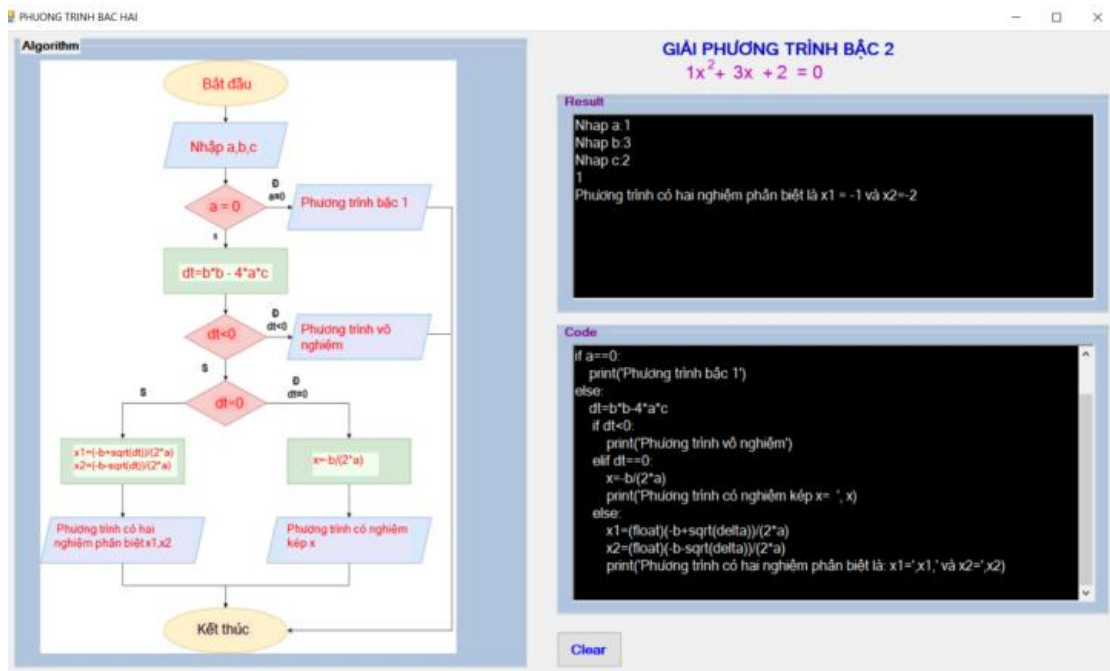 PHUONG TRINH BAC HAI
Algorithm
Bắt đầu
Nhập a,b,c
a = 0
Đ
a=0
Phương trình bậc 1
s
dt=b*b - 4*a*c
dt<0
Đ
dt<0
Phương trình vô
nghiệm
S
dt=0
S
Đ
dt=0
x1=(-b+sqrt(dt))/(2*a)
x2=(-b-sqrt(dt))/(2*a)
x=-b/(2*a)
Phương trình có hai
nghiệm phân biệt x1,x2
Phương trình có nghiệm
kép x
Kết thúc
GIẢI PHƯƠNG TRÌNH BẬC 2
1x²+ 3x + 2 = 0
Result
Nhap a:1
Nhap b:3
Nhap c:2
1
Phương trình có hai nghiệm phân biệt là x1 = -1 và x2=-2
Code
if a==0:
print('Phương trình bậc 1')
else:
dt=b*b-4*a*c
if dt<0:
print('Phương trình vô nghiệm')
elif dt==0:
x=-b/(2*a)
print('Phương trình có nghiệm kép x= ', x)
else:
x1=(float)(-b+sqrt(delta))/(2*a)
x2=(float)(-b-sqrt(delta))/(2*a)
print('Phương trình có hai nghiệm phân biệt là: x1=',x1,' và x2=',x2)
Clear